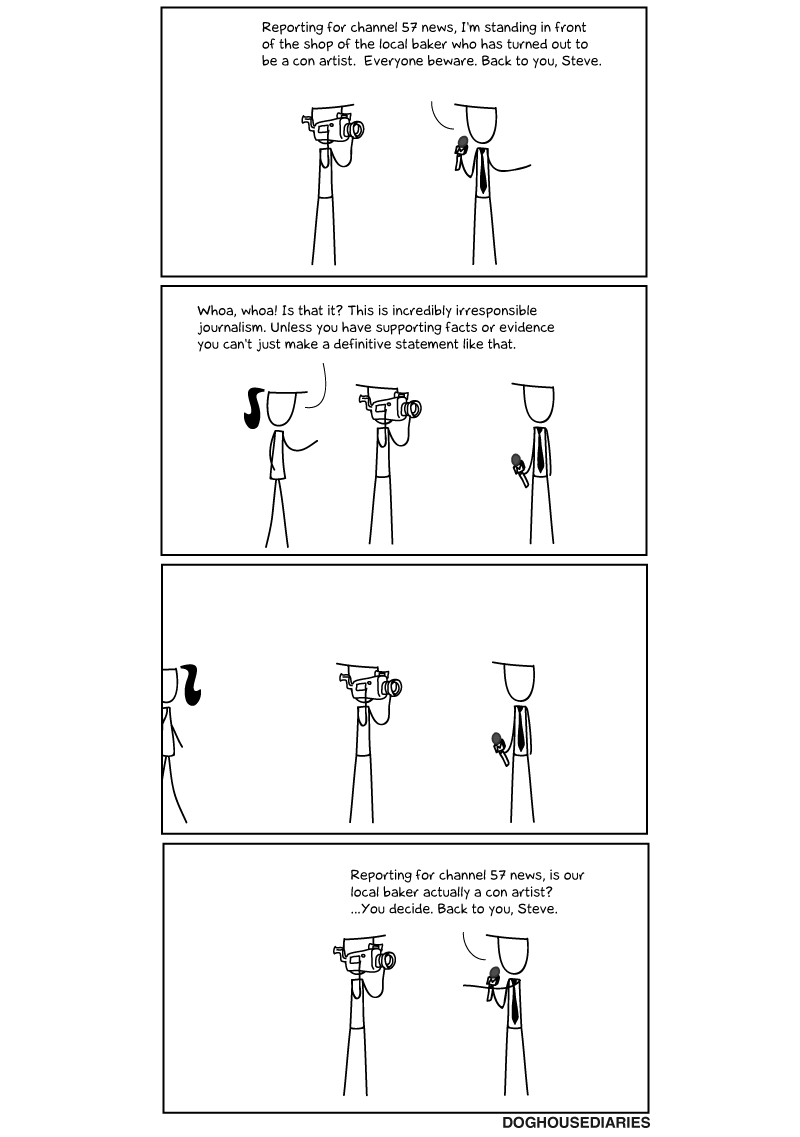 Reporting for channel 57 news, I'm standing in front
of the shop of the local baker who has turned out to
be a con artist. Everyone beware. Back to you, Steve.
Whoa, whoa! Is that it? This is incredibly irresponsible
journalism. Unless you have supporting facts or evidence
you can't just make a definitive statement like that.
Reporting for channel 57 news, is our
local baker actually a con artist?
...You decide. Back to you, Steve.
DOGHOUSEDIARIES